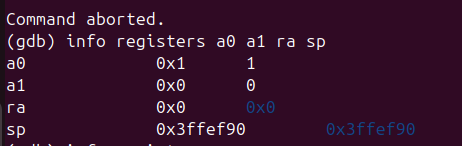 Command aborted.
(gdb) info registers a0 a1 ra sp
a0 0x1 1
a1 0x0 0
ra 0x0 0x0
sp 0x3ffef90 0x3ffef90